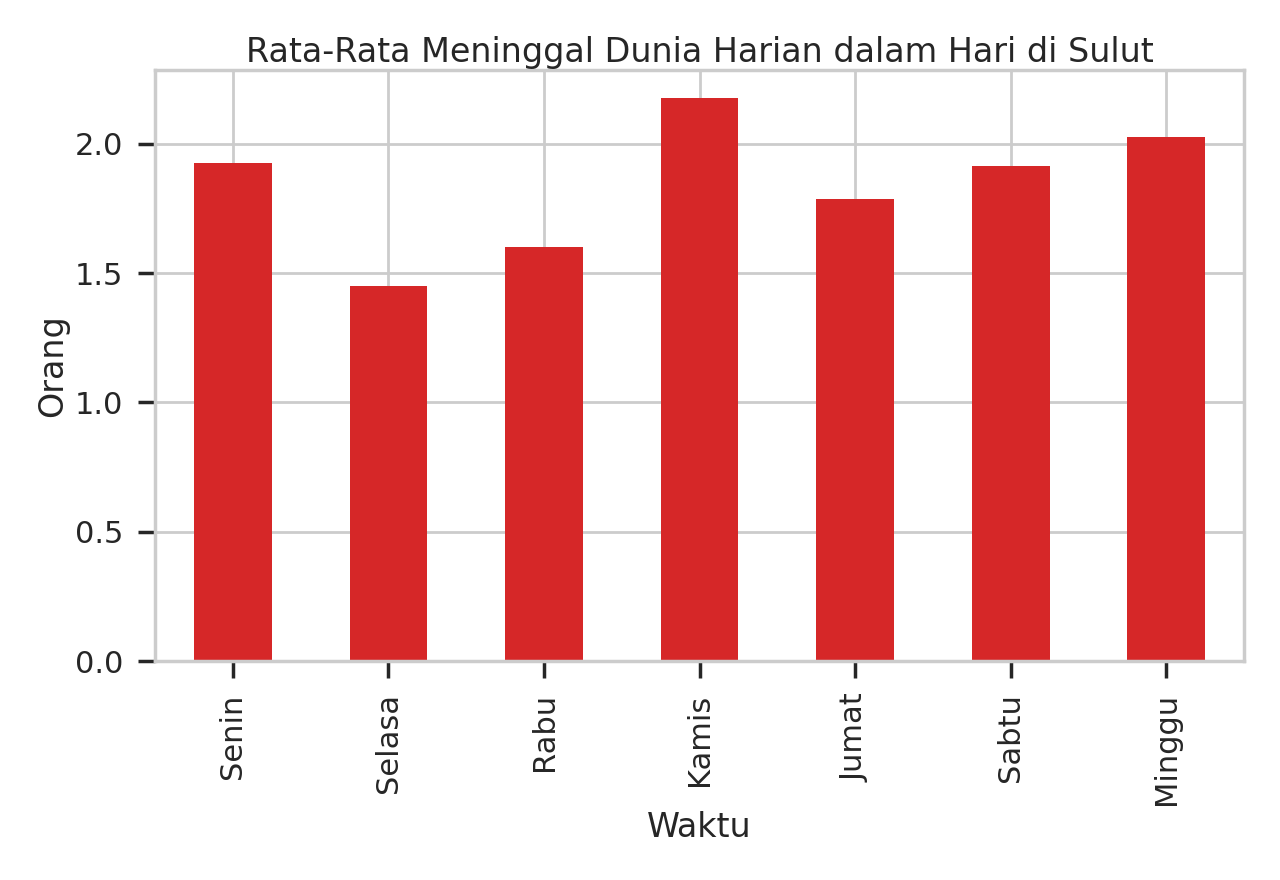 Rata-Rata Meninggal Dunia Harian dalam Hari di Sulut
Orang
2.0
1.5
1.0
0.5
0.0
Senin
Selasa
Rabu
Kamis
Jumat
Sabtu
Minggu
Waktu